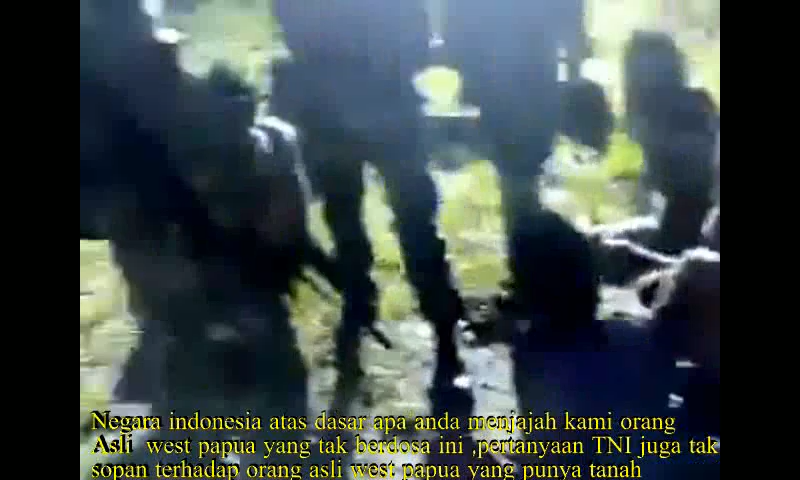 Negara indonesia atas dasar apa anda menjajah kami orang
Asli west papua yang tak berdosa ini ,pertanyaan TNI juga tak
sopan terhadap orang asli west papua yang punya tanah